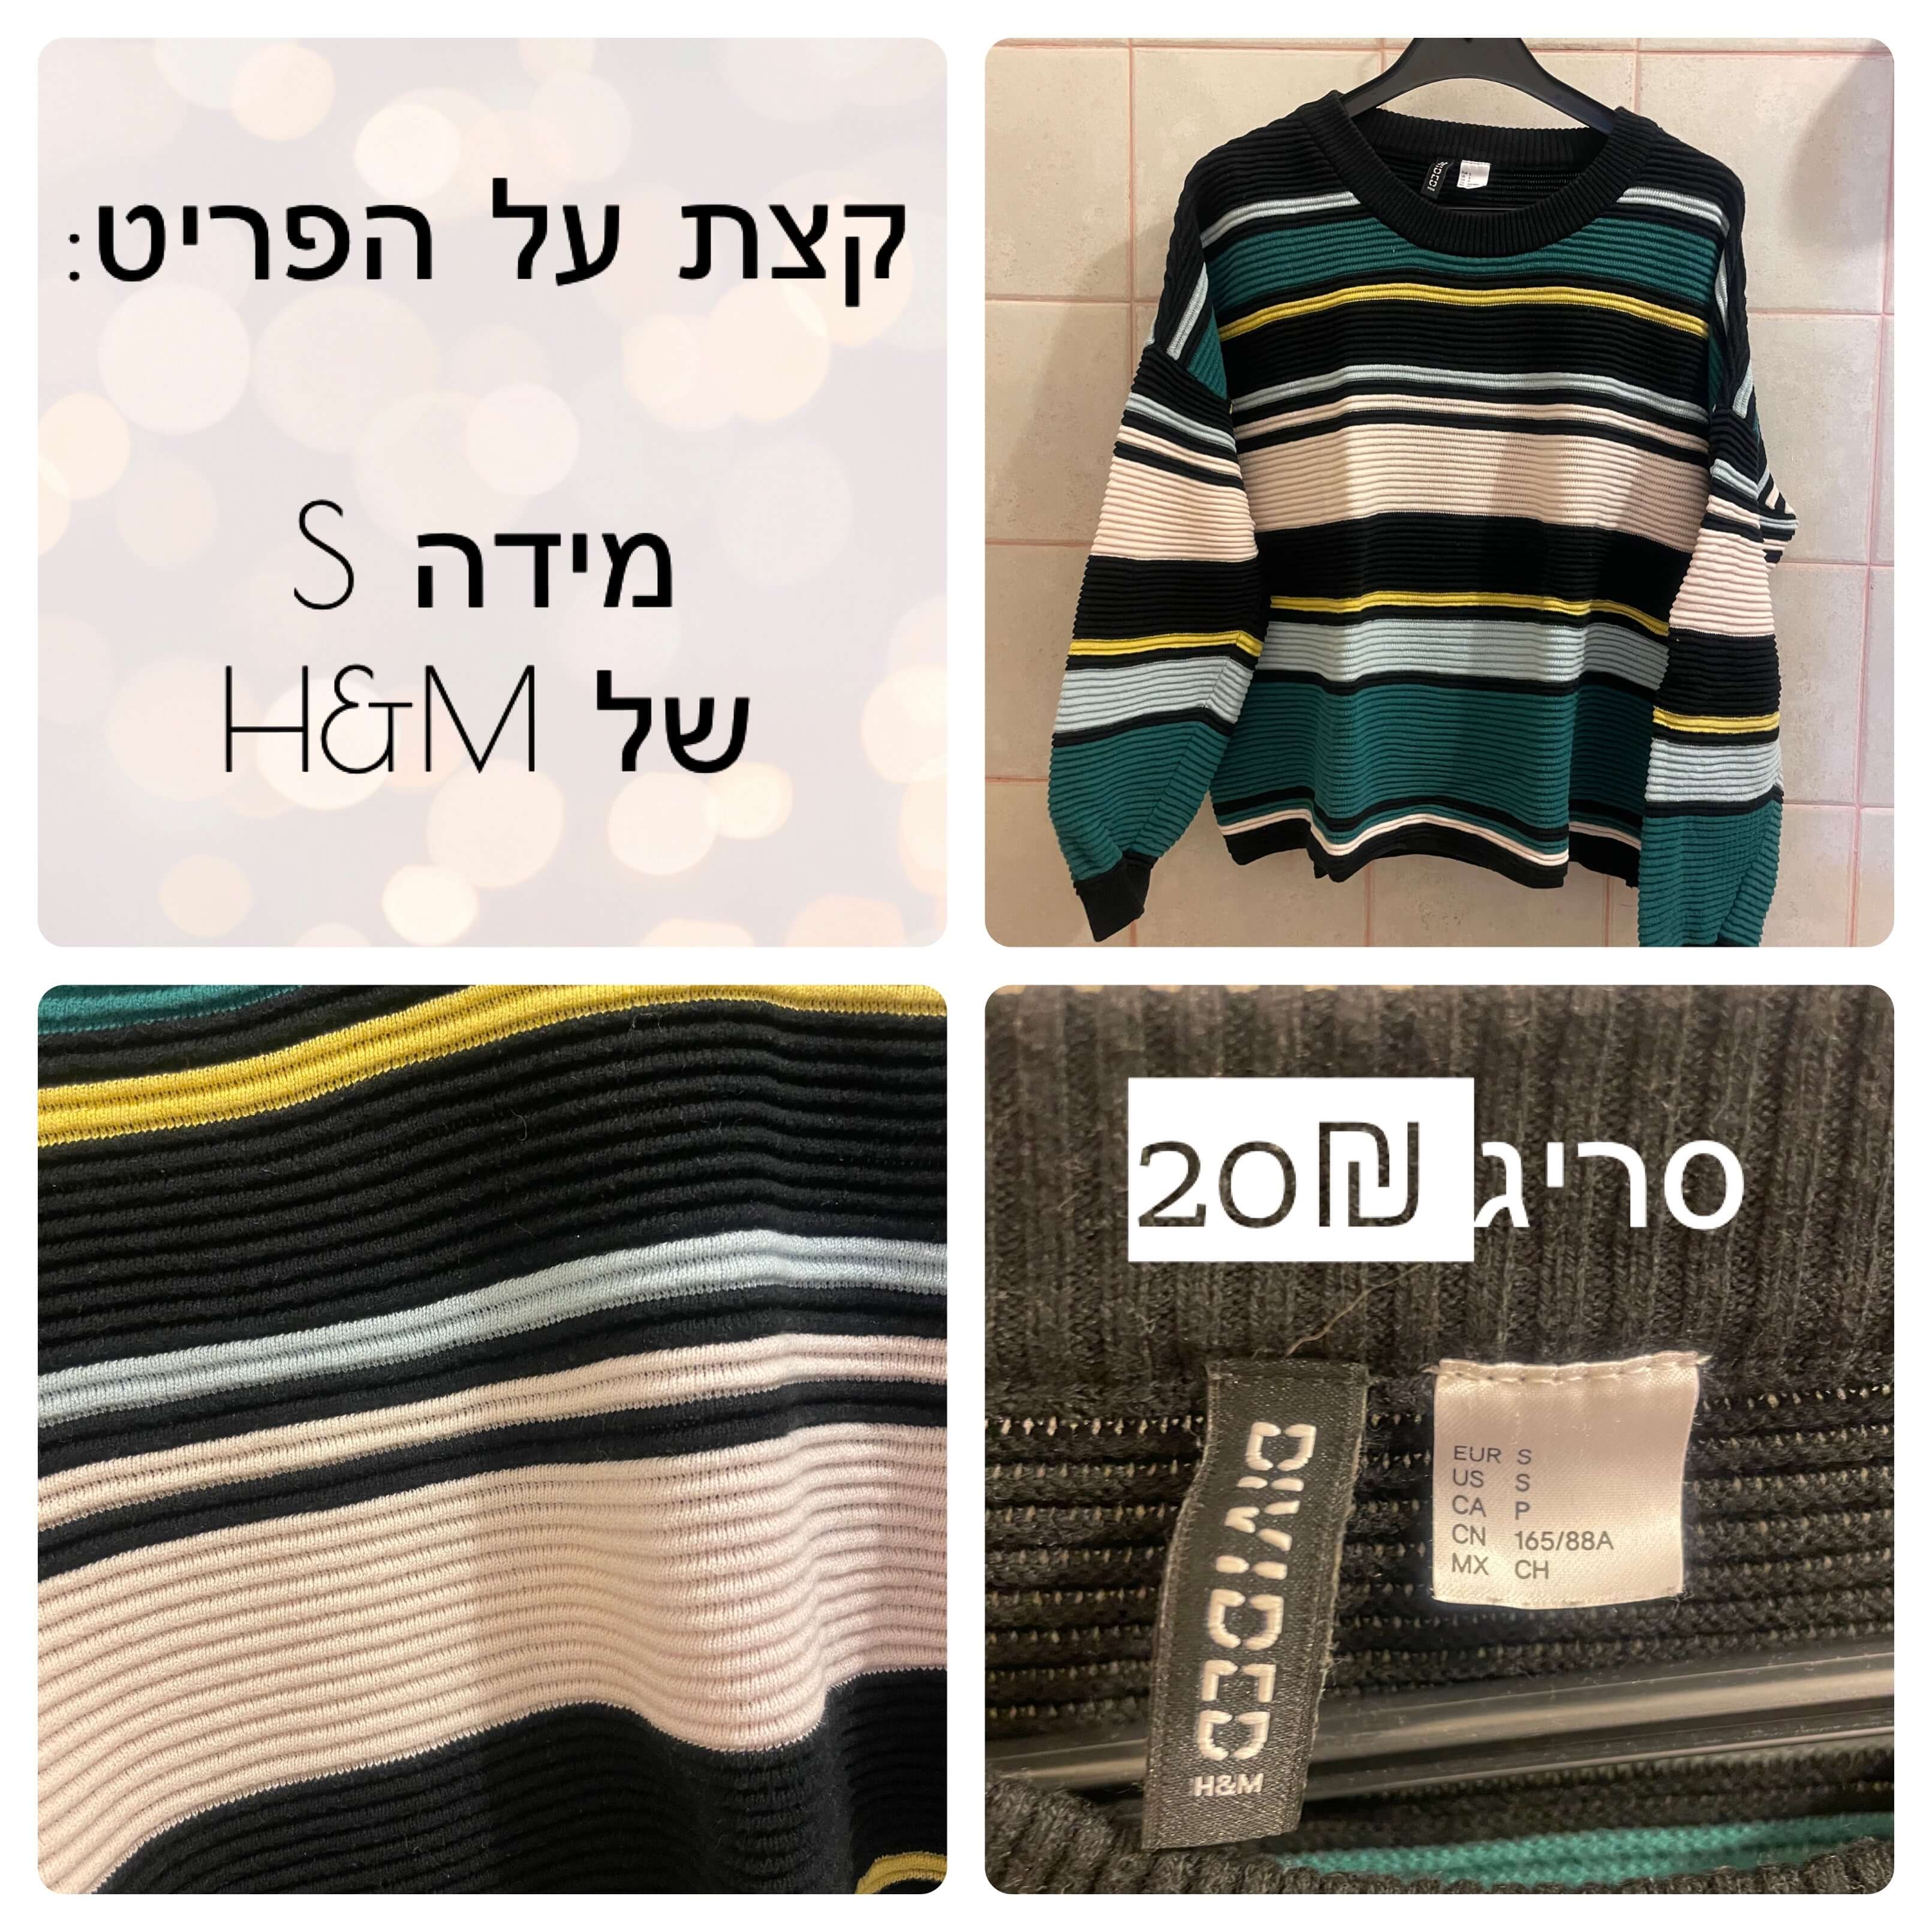 קצת על הפריט:
מידה S
של H&M
סריג ₪20
DIVIDED
H&M
EUR S
US S
CA P
CN 165/88A
MX CH